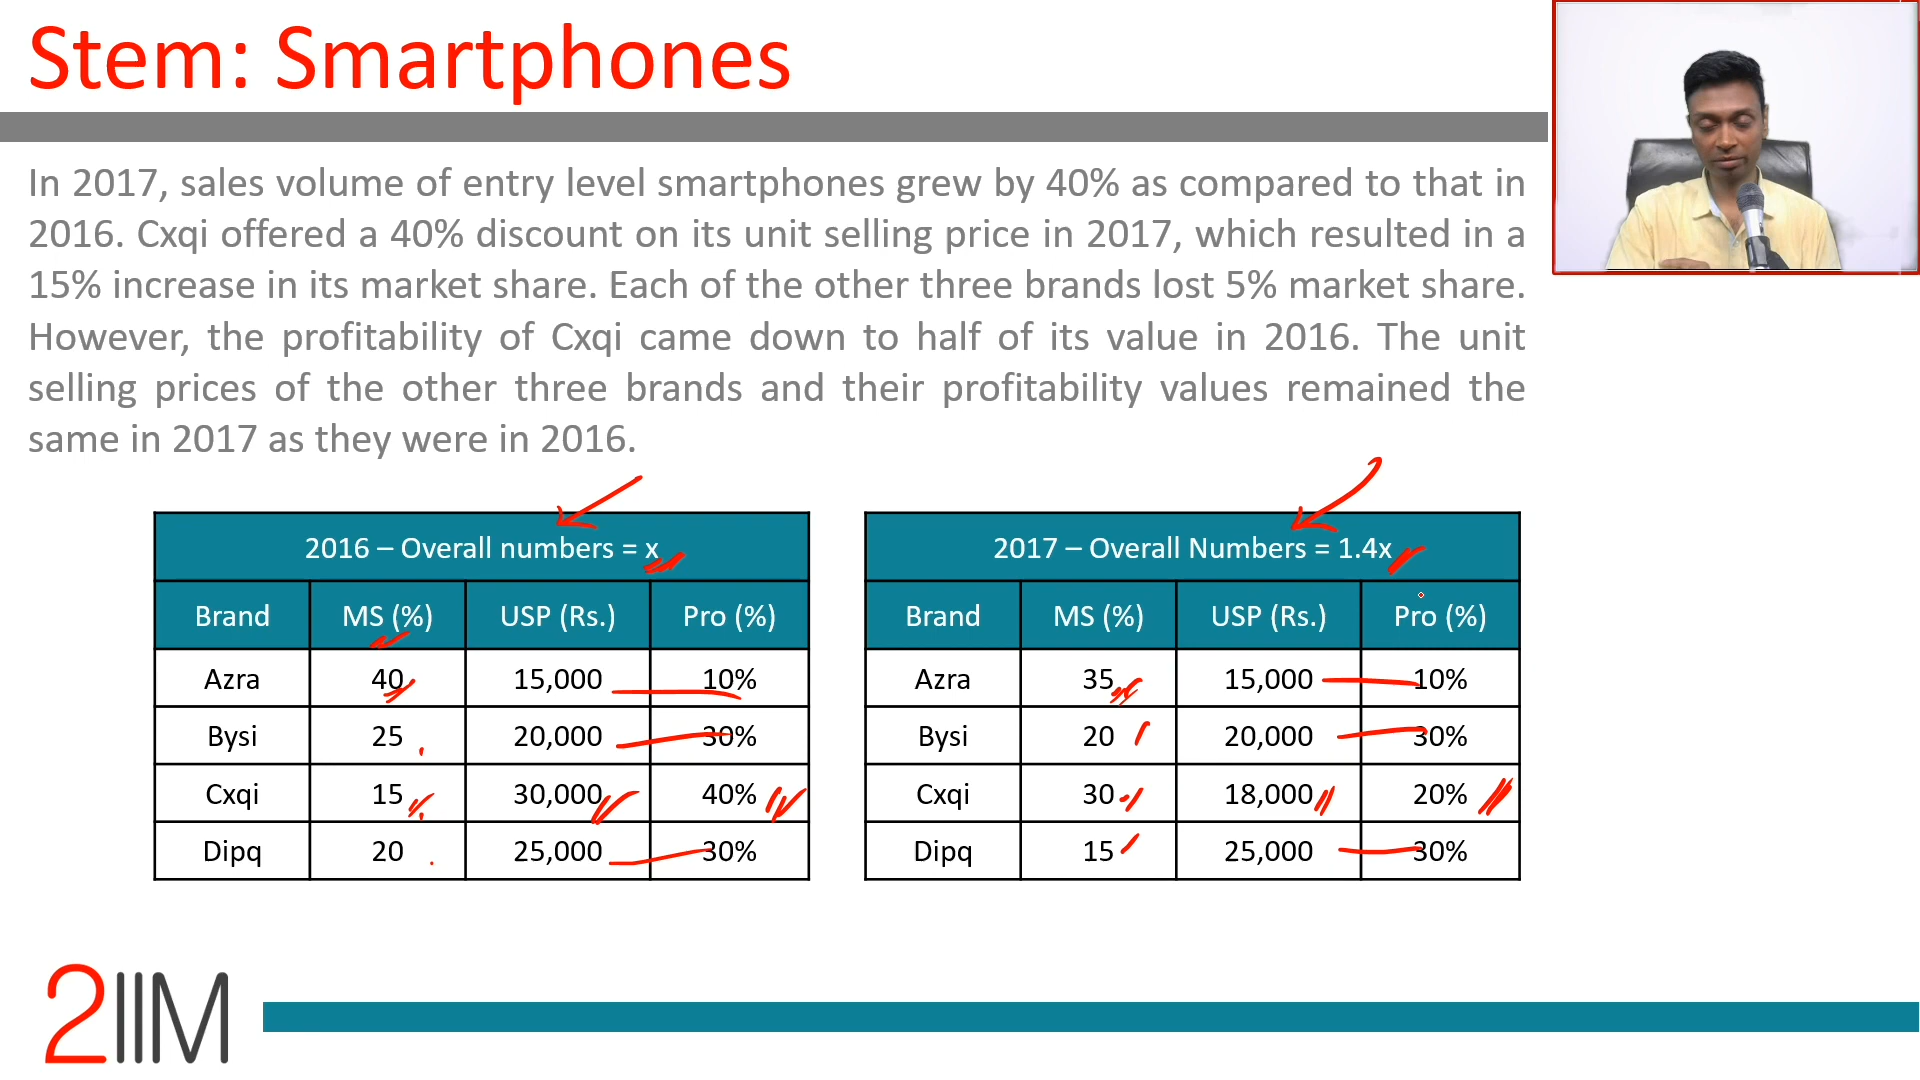 Stem: Smartphones
In 2017, sales volume of entry level smartphones grew by 40% as compared to that in
2016. Cxqi offered a 40% discount on its unit selling price in 2017, which resulted in a
15% increase in its market share. Each of the other three brands lost 5% market share.
However, the profitability of Cxqi came down to half of its value in 2016. The unit
selling prices of the other three brands and their profitability values remained the
same in 2017 as they were in 2016.
2016 – Overall numbers = x
Brand MS (%) USP (Rs.) Pro (%)
Azra 40 15,000 10%
Bysi 25 20,000 30%
Cxqi 15 30,000 40%
Dipq 20 25,000 30%
2017 – Overall Numbers = 1.4x
Brand MS (%) USP (Rs.) Pro (%)
Azra 35 15,000 10%
Bysi 20 20,000 30%
Cxqi 30 18,000 20%
Dipq 15 25,000 30%
2IIM